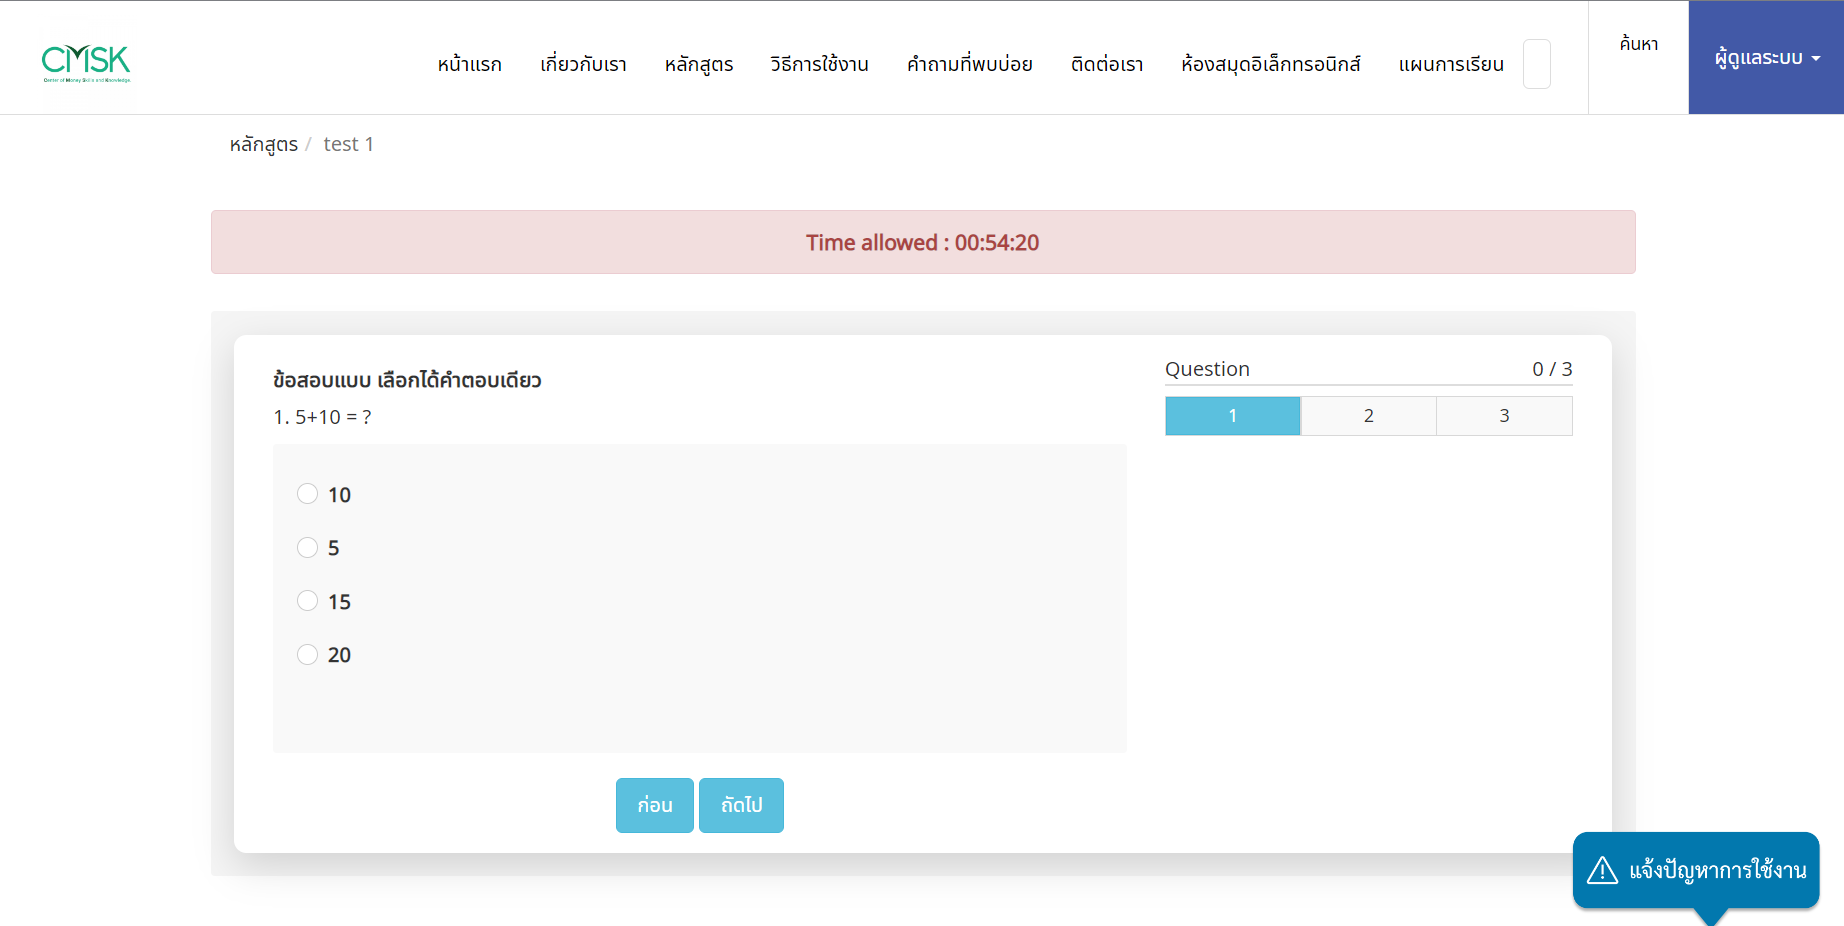 CMSK
Center of Money Skills and Knowledge
หน้าแรก เกี่ยวกับเรา หลักสูตร วิธีการใช้งาน คำถามที่พบบ่อย ติดต่อเรา ห้องสมุดอิเล็กทรอนิกส์ แผนการเรียน ค้นหา ผู้ดูแลระบบ
หลักสูตร / test 1
Time allowed : 00:54:20
ข้อสอบแบบ เลือกได้คำตอบเดียว
1. 5+10 = ?
10
5
15
20
ก่อน ถัดไป
Question 0 / 3
1 2 3
แจ้งปัญหาการใช้งาน